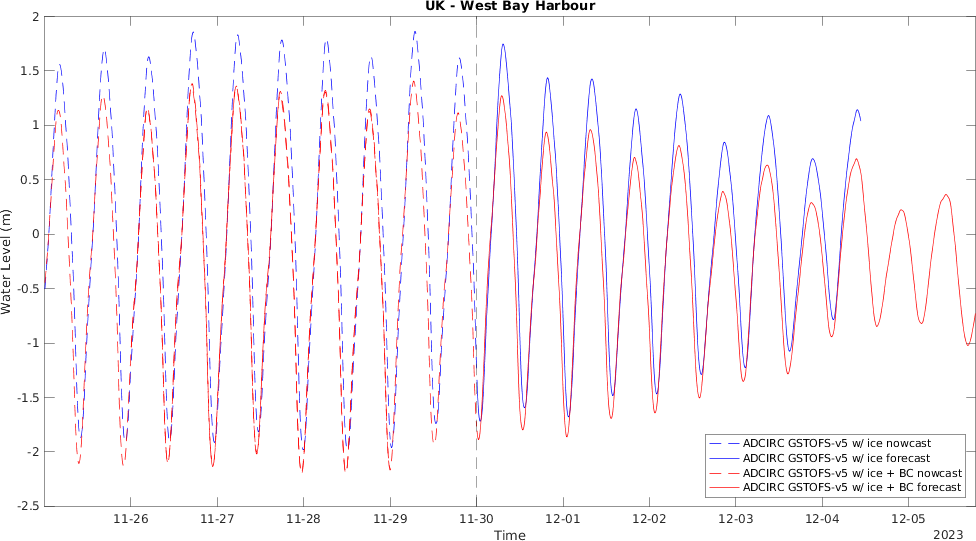 UK - West Bay Harbour
Water Level (m)
2
1.5
1
0.5
0
-0.5
-1
-1.5
-2
-2.5
ADCIRC GSTOFS-v5 w/ ice nowcast
ADCIRC GSTOFS-v5 w/ ice forecast
ADCIRC GSTOFS-v5 w/ ice + BC nowcast
ADCIRC GSTOFS-v5 w/ ice + BC forecast
11-26 11-27 11-28 11-29 11-30 12-01 12-02 12-03 12-04 12-05
Time
2023